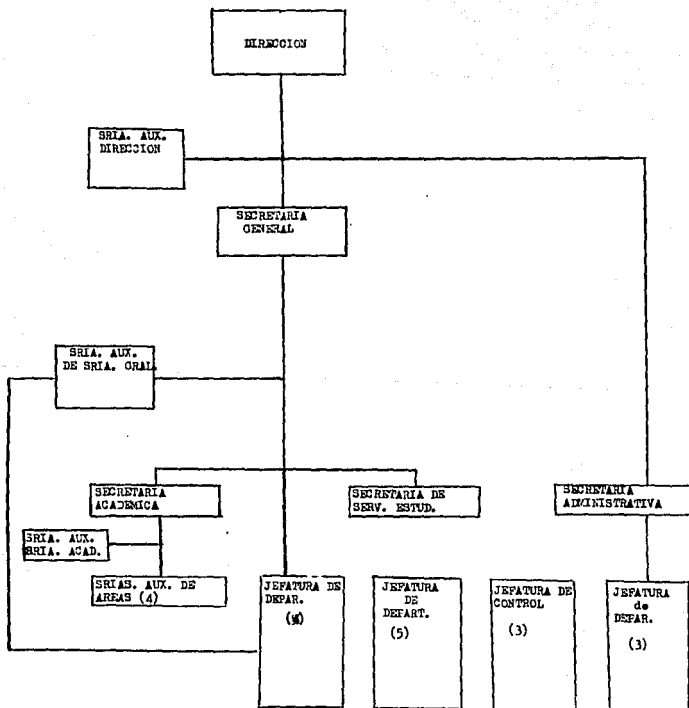 DIRECCION
SRIA. AUX.
DIRECCION
SECRETARIA
GENERAL
SRIA. AUX.
DE SRIA. GRAL.
SECRETARIA
ACADEMICA
SECRETARIA DE
SERV. ESTUD.
SECRETARIA
ADMINISTRATIVA
SRIA. AUX.
SRIA. ACAD.
SRIAS. AUX. DE
AREAS (4)
JEFATURA DE
DEPAR.
JEFATURA
DE
DEPART.
(5)
JEFATURA DE
CONTROL
(3)
JEFATURA
de
DEPAR.
(3)